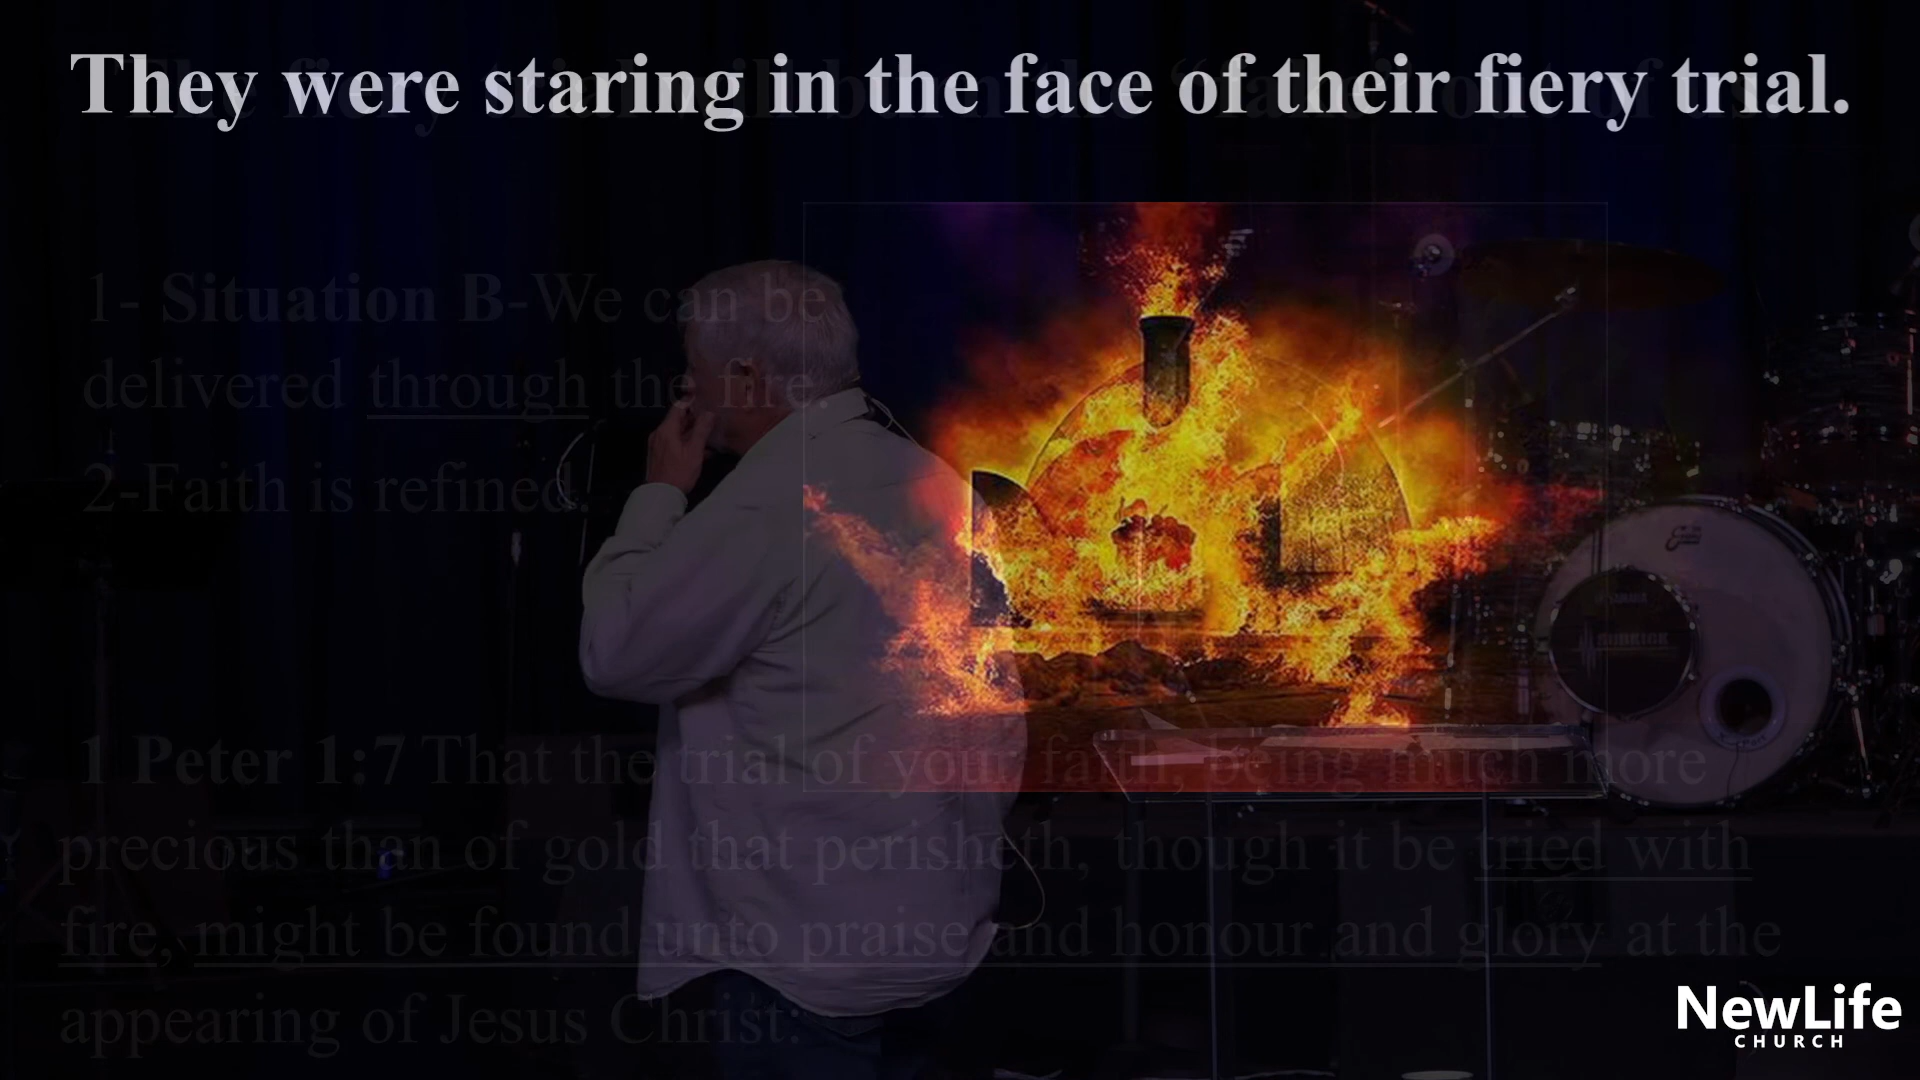 They were staring in the face of their fiery trial.
1- Situation B-We can be
delivered through the fire.
2-Faith is refined!
1 Peter 1:7 That the trial of your faith, being much more
precious than of gold that perisheth, though it be tried with
fire, might be found unto praise and honour and glory at the
appearing of Jesus Christ:
NewLife
CHURCH